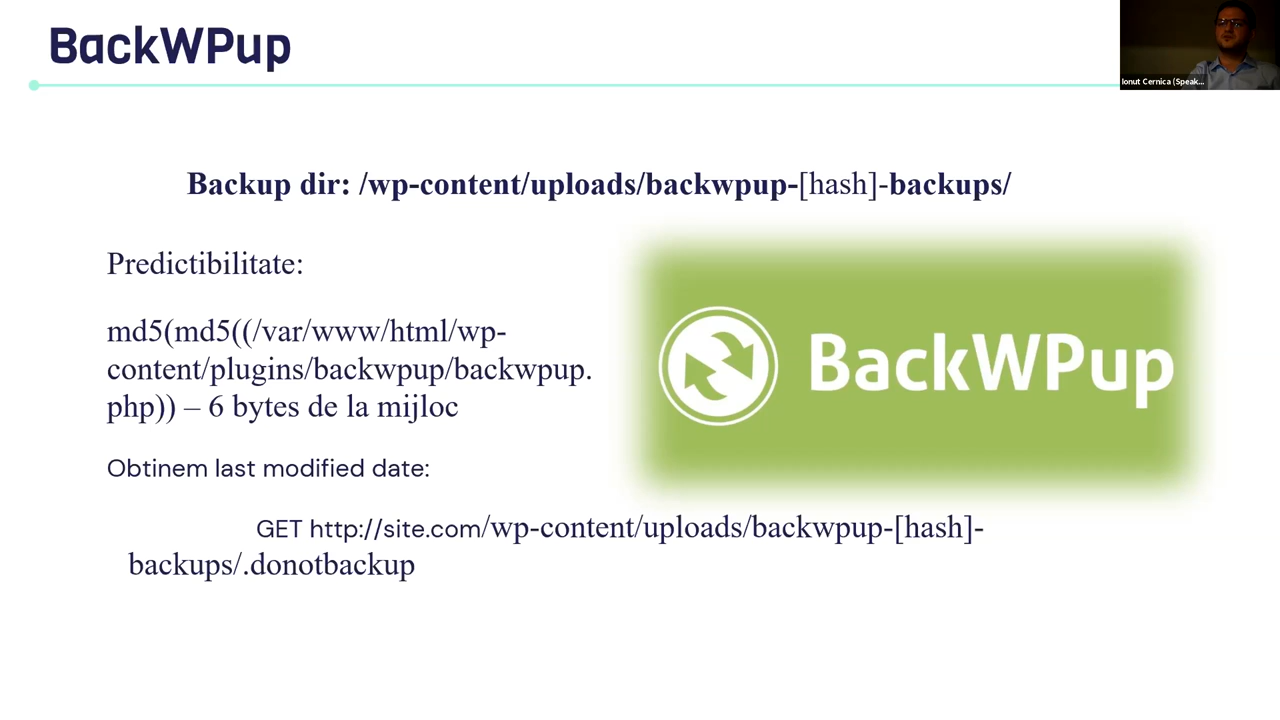 BackWPup
Ionut Cernica (Speak...
Backup dir: /wp-content/uploads/backwpup-[hash]-backups/
Predictibilitate:
md5(md5((/var/www/html/wp-
content/plugins/backwpup/backwpup.
php)) – 6 bytes de la mijloc
BackWPup
Obtinem last modified date:
GET http://site.com/wp-content/uploads/backwpup-[hash]-
backups/.donotbackup